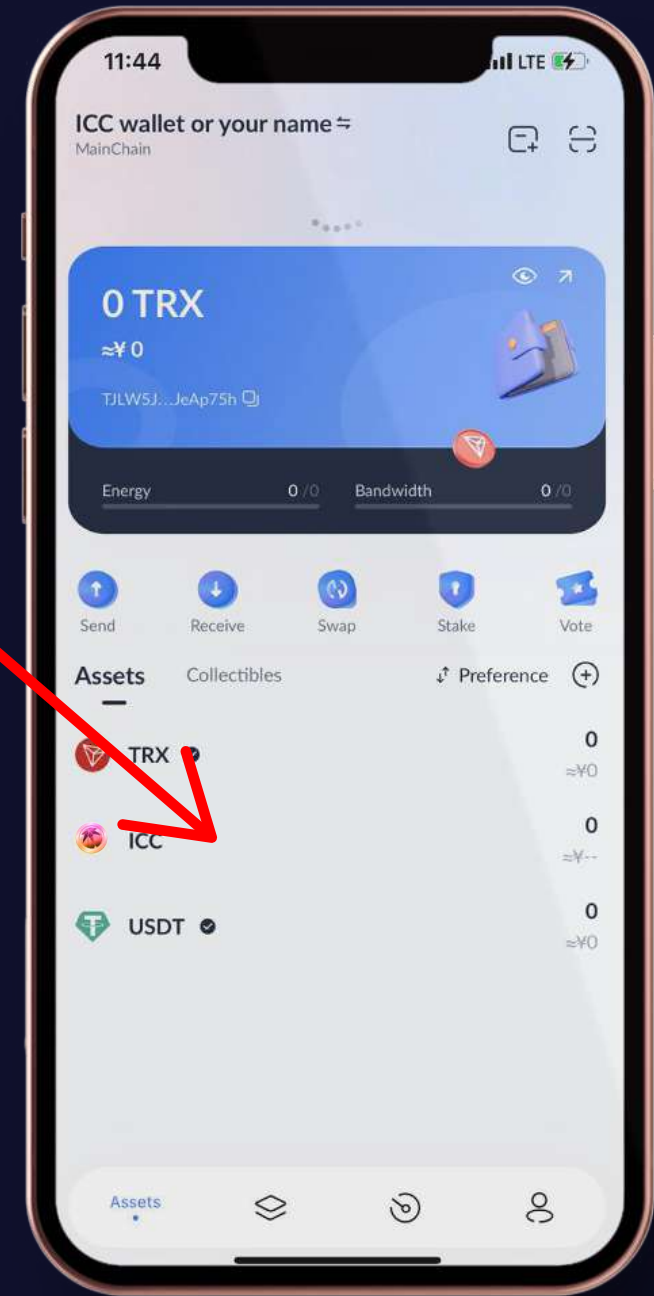 11:44 LTE
ICC wallet or your name
MainChain
0 TRX
≈¥ 0
TJLW5J...JeAp75h
Energy 0 /0 Bandwidth 0 /0
Send Receive Swap Stake Vote
Assets Collectibles Preference
TRX 0
≈¥0
ICC 0
≈¥--
USDT 0
≈¥0
Assets